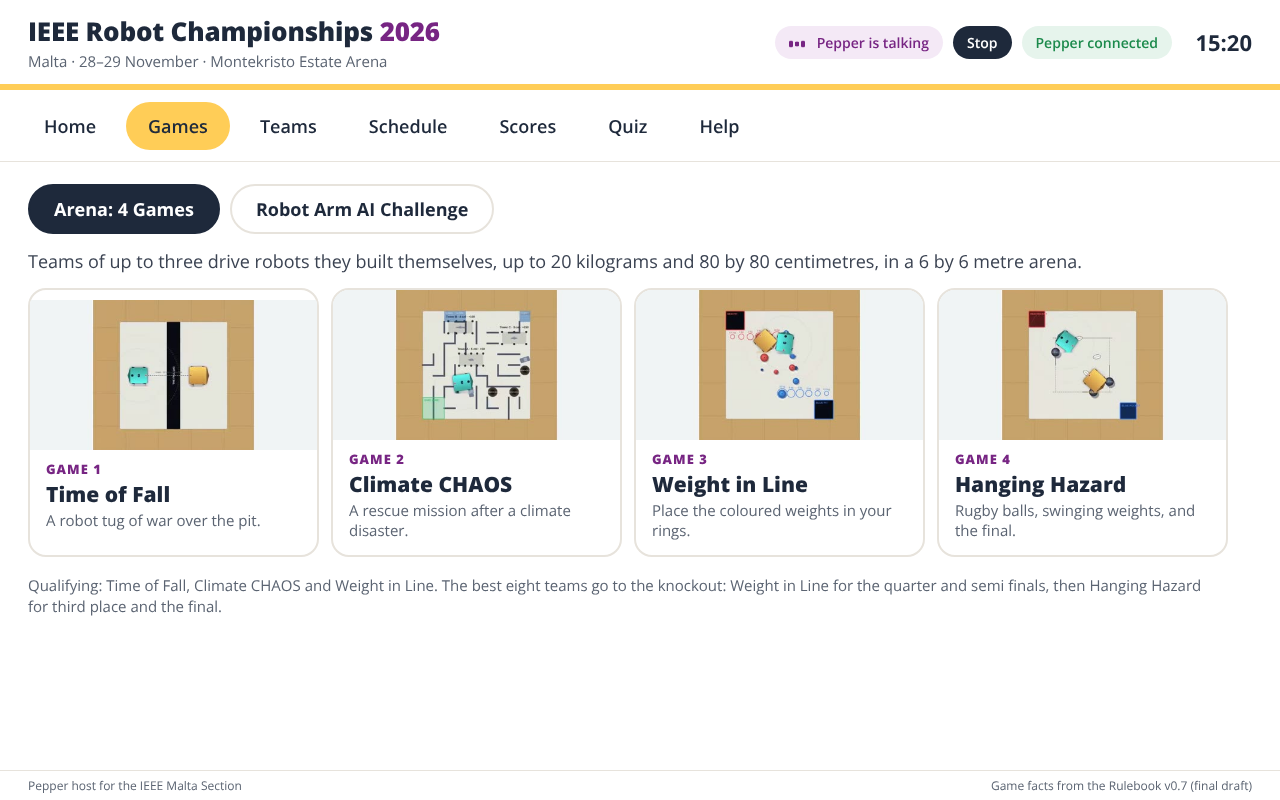 IEEE Robot Championships 2026
Malta · 28–29 November · Montekristo Estate Arena
Pepper is talking
Stop
Pepper connected
15:20
Home
Games
Teams
Schedule
Scores
Quiz
Help
Arena: 4 Games
Robot Arm AI Challenge
Teams of up to three drive robots they built themselves, up to 20 kilograms and 80 by 80 centimetres, in a 6 by 6 metre arena.
GAME 1
Time of Fall
A robot tug of war over the pit.
GAME 2
Climate CHAOS
A rescue mission after a climate
disaster.
GAME 3
Weight in Line
Place the coloured weights in your
rings.
GAME 4
Hanging Hazard
Rugby balls, swinging weights, and
the final.
Qualifying: Time of Fall, Climate CHAOS and Weight in Line. The best eight teams go to the knockout: Weight in Line for the quarter and semi finals, then Hanging Hazard
for third place and the final.
Pepper host for the IEEE Malta Section
Game facts from the Rulebook v0.7 (final draft)